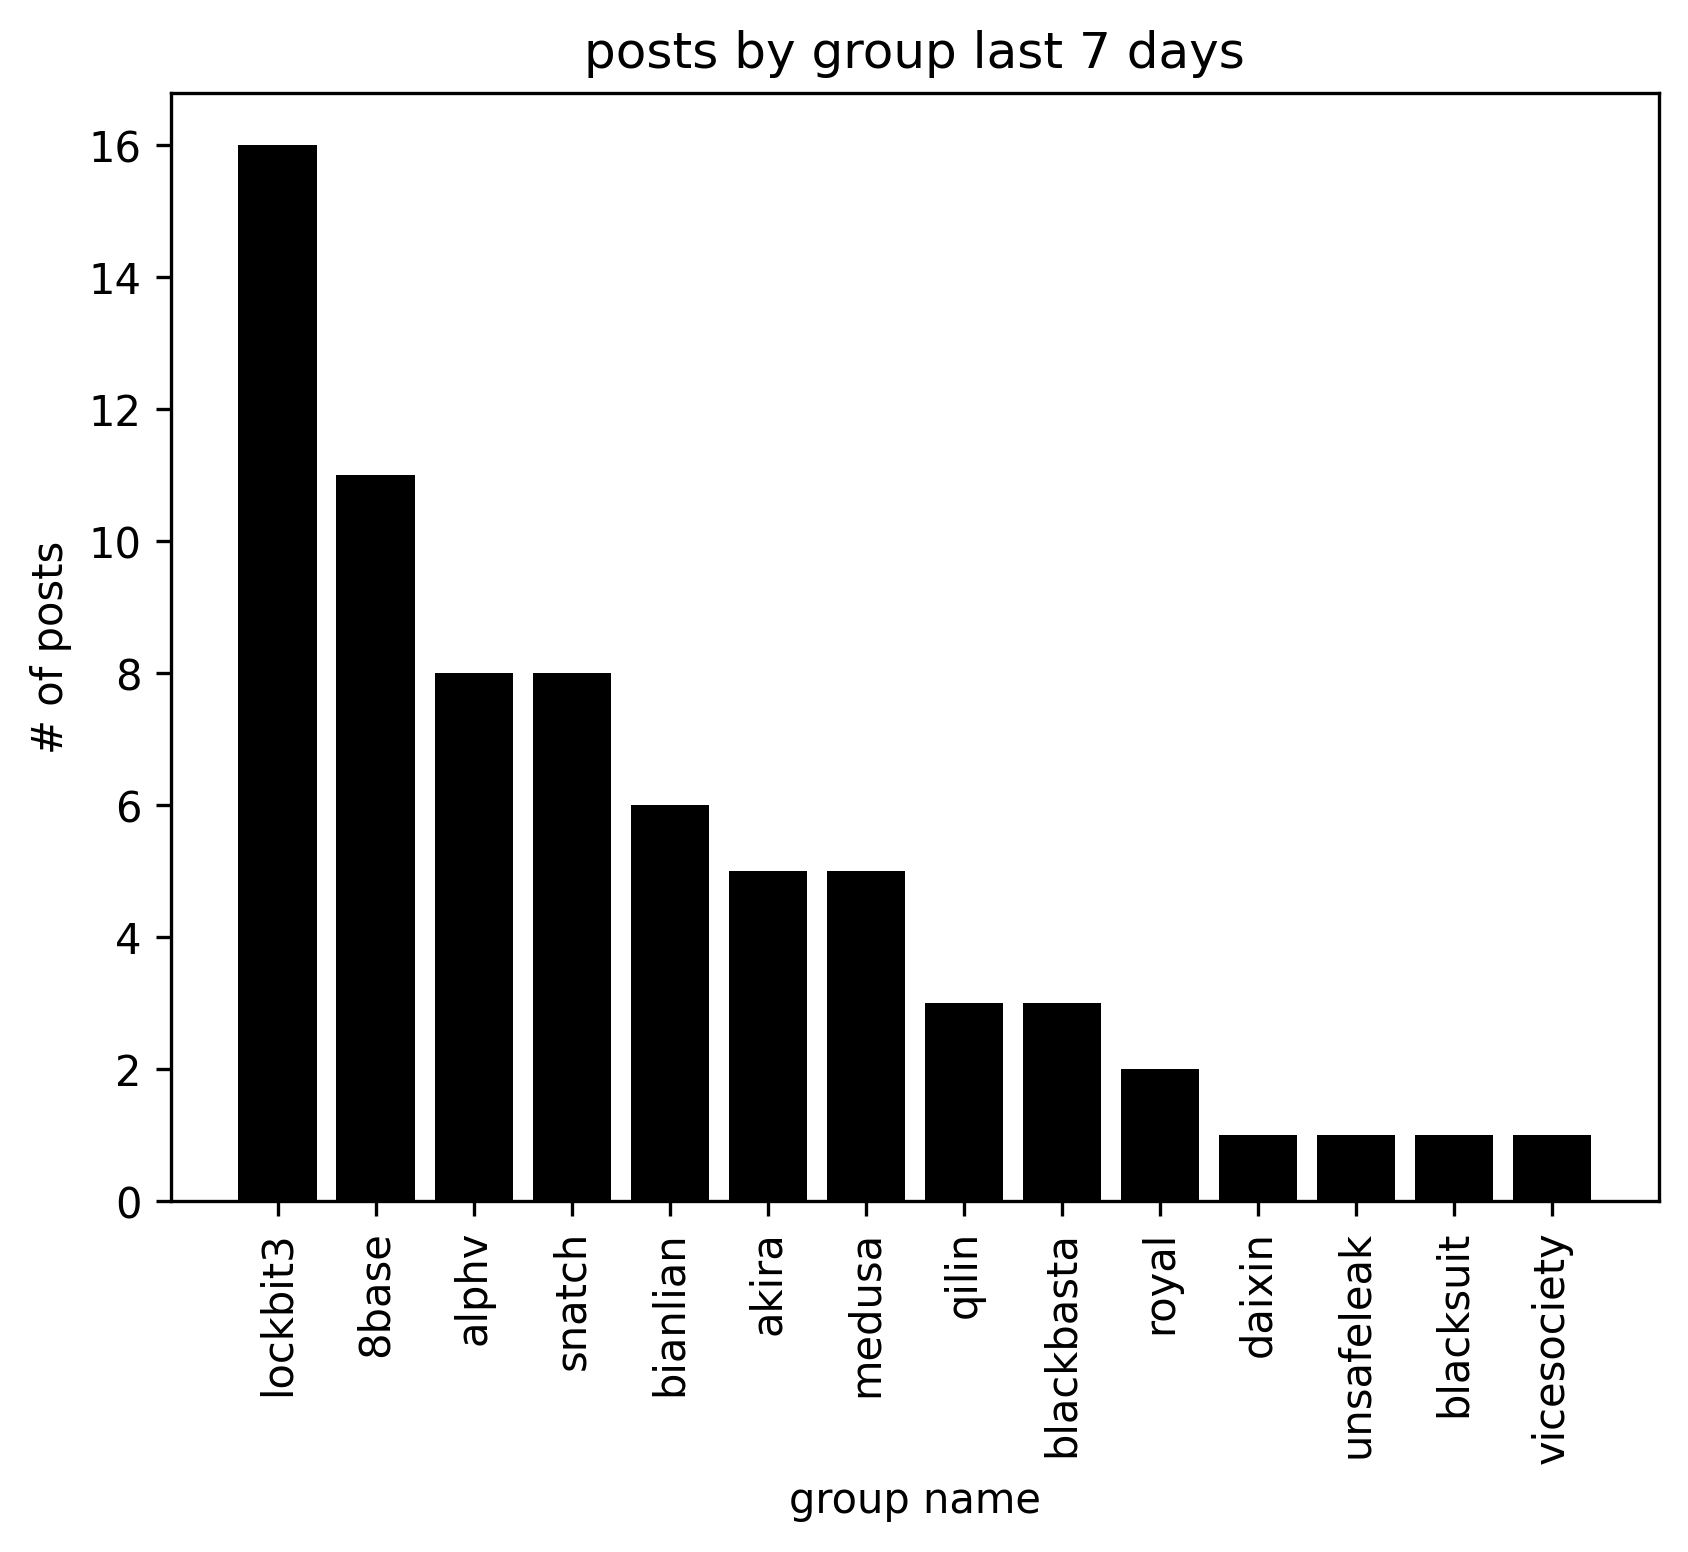 posts by group last 7 days
# of posts
16
14
12
10
8
6
4
2
0
lockbit3
8base
alphv
snatch
bianlian
akira
medusa
qilin
blackbasta
royal
daixin
unsafeleak
blacksuit
vicesociety
group name